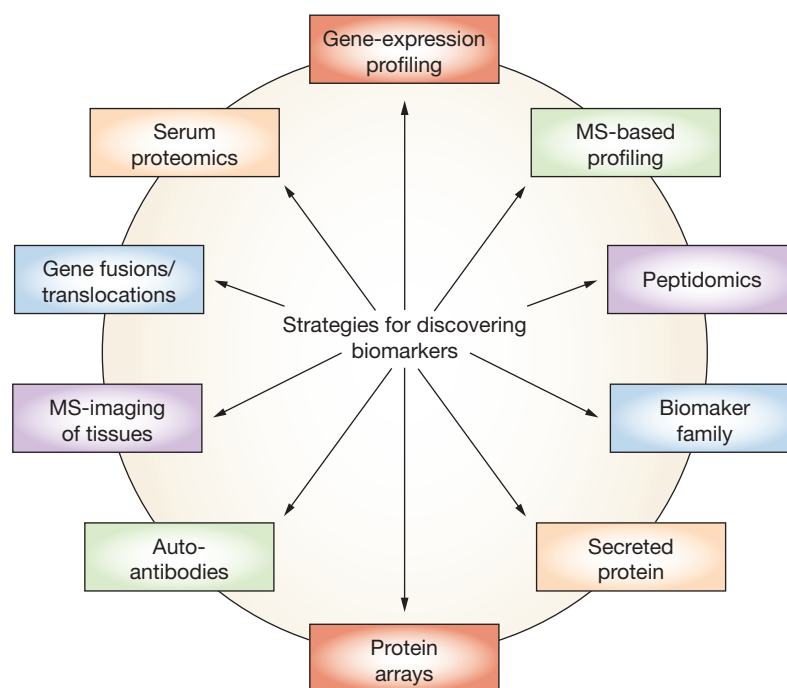 Gene-expression
profiling
Serum
proteomics
MS-based
profiling
Gene fusions/
translocations
Peptidomics
Strategies for discovering
biomarkers
MS-imaging
of tissues
Biomaker
family
Auto-
antibodies
Secreted
protein
Protein
arrays